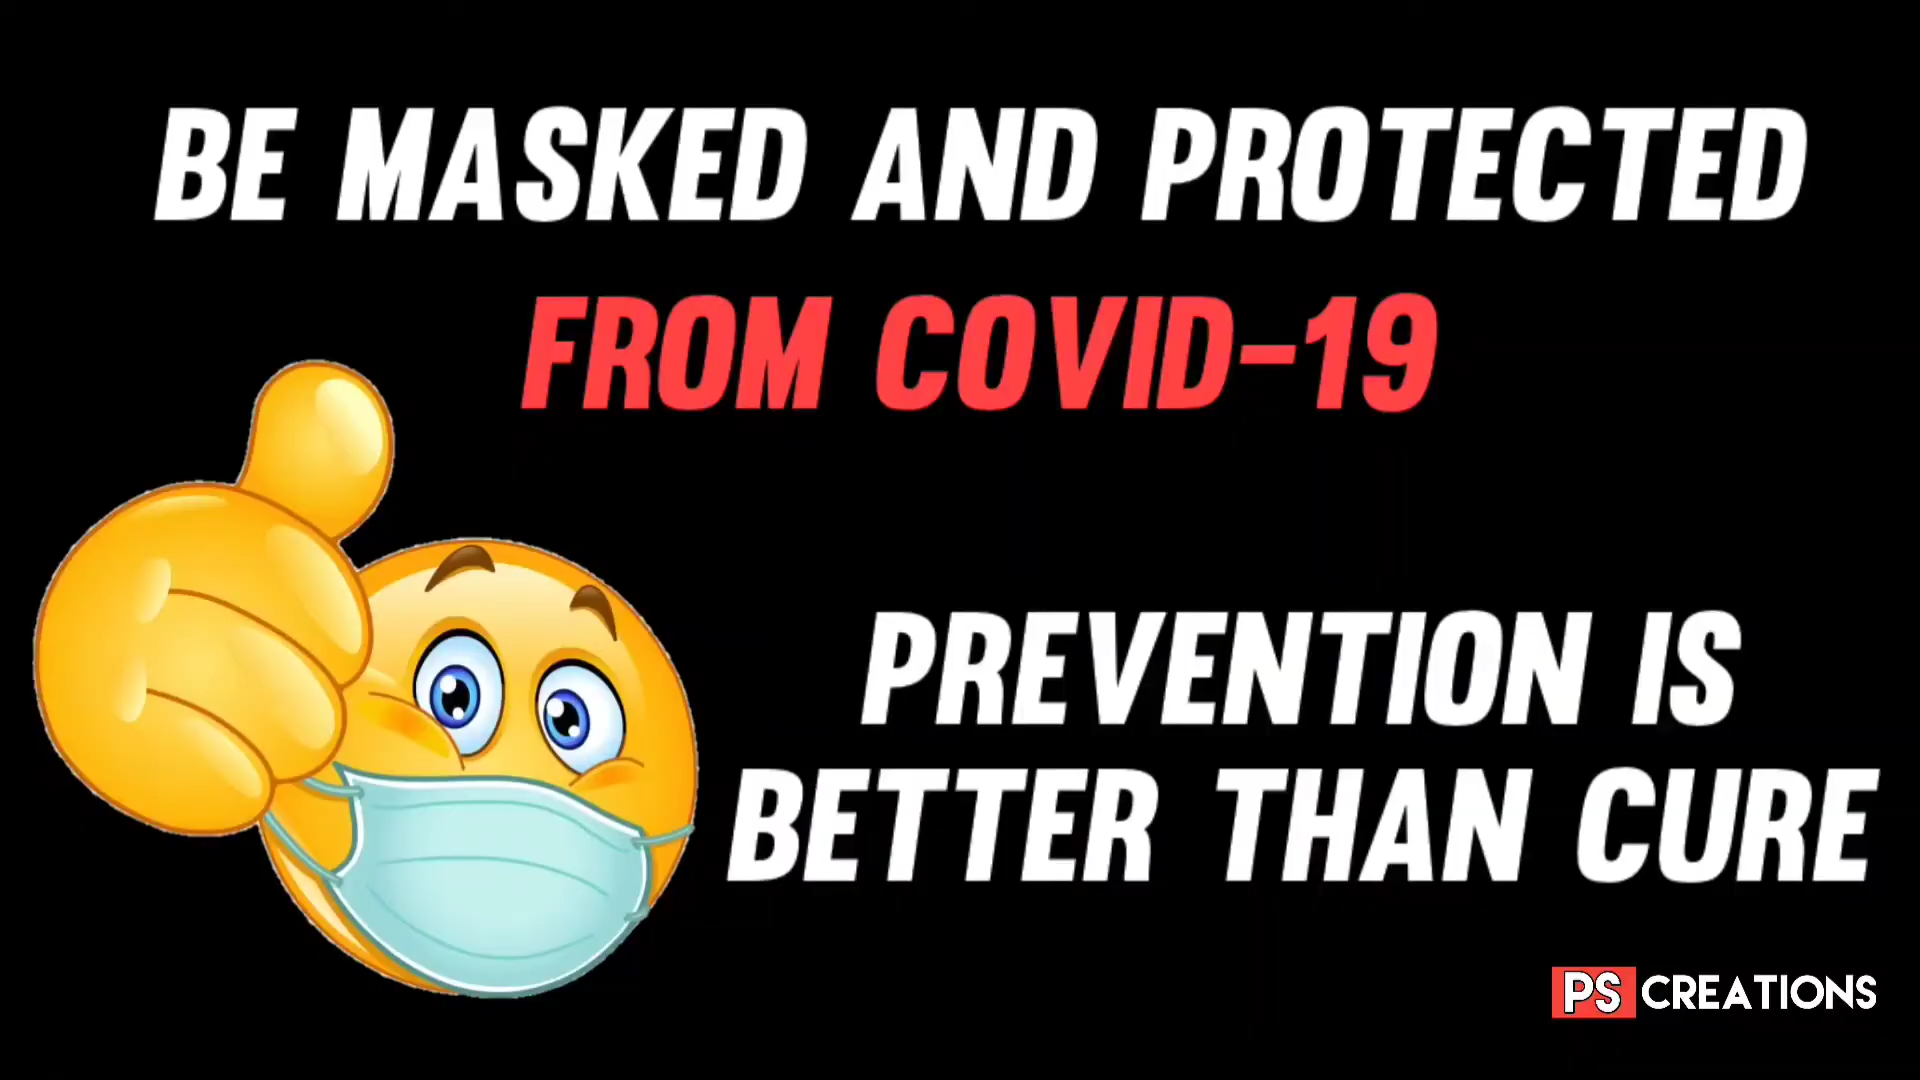 BE MASKED AND PROTECTED
FROM COVID-19
PREVENTION IS
BETTER THAN CURE
PS CREATIONS